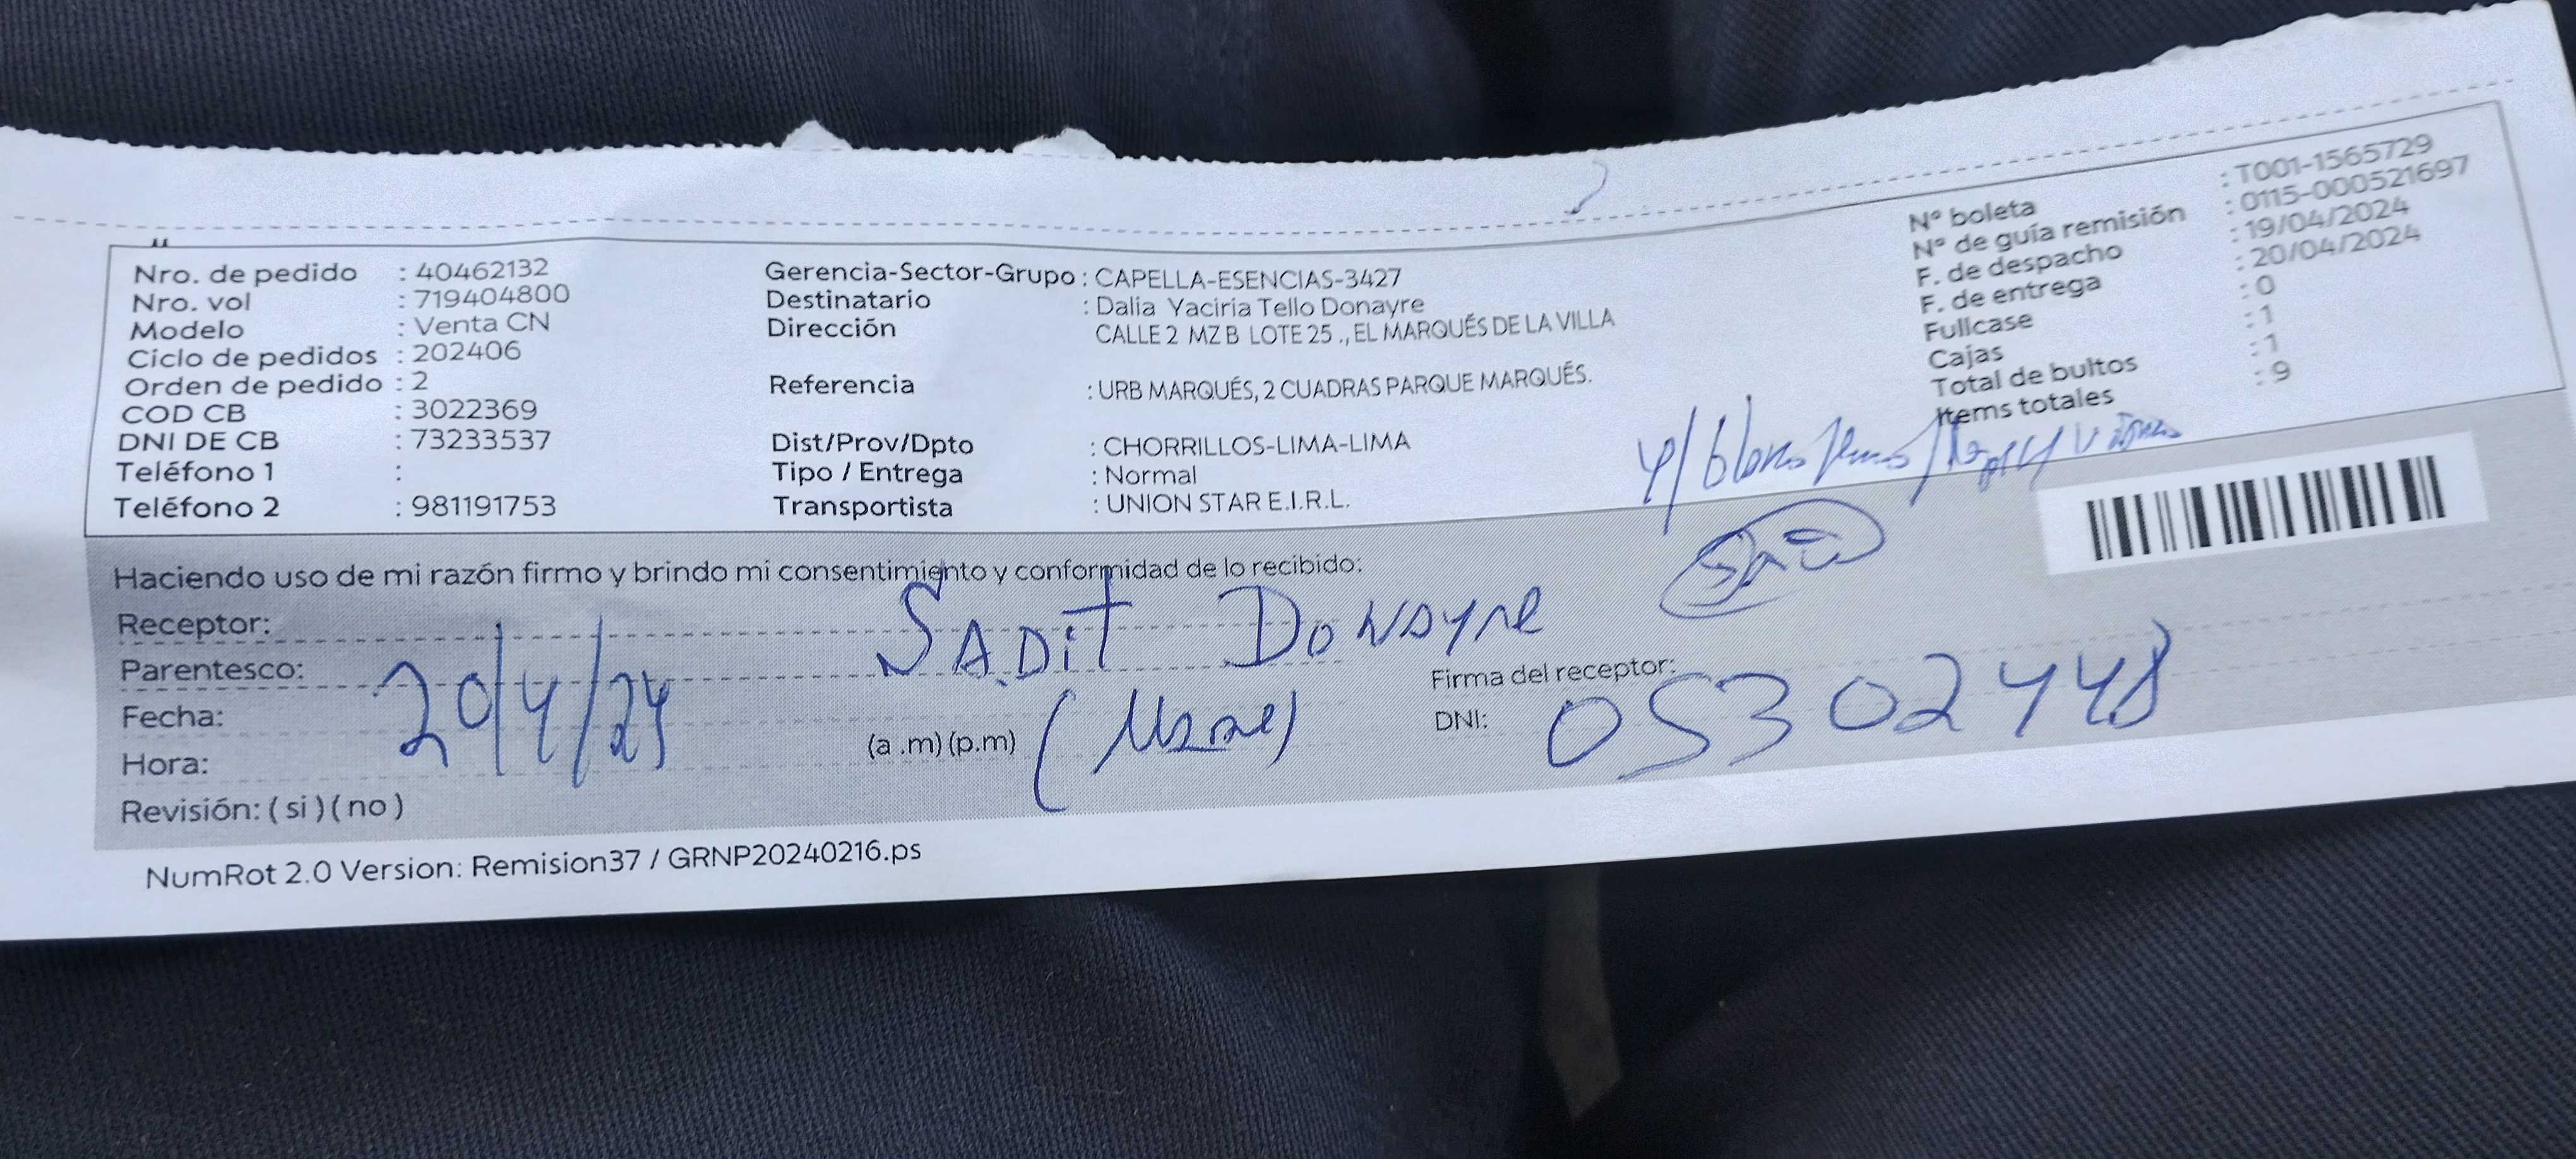 Nro. de pedido : 40462132
Nro. vol : 719404800
Modelo : Venta CN
Ciclo de pedidos : 202406
Orden de pedido : 2
COD CB : 3022369
DNI DE CB : 73233537
Teléfono 1 :
Teléfono 2 : 981191753
Gerencia-Sector-Grupo : CAPELLA-ESENCIAS-3427
Destinatario : Dalia Yaciria Tello Donayre
Dirección CALLE 2 MZ B LOTE 25 ., EL MARQUÉS DE LA VILLA
Referencia : URB MARQUÉS, 2 CUADRAS PARQUE MARQUÉS.
Dist/Prov/Dpto : CHORRILLOS-LIMA-LIMA
Tipo / Entrega : Normal
Transportista : UNION STAR E.I.R.L.
N° boleta : T001-1565729
N° de guía remisión : 0115-000521697
F. de despacho : 19/04/2024
F. de entrega : 20/04/2024
Fullcase : 0
Cajas : 1
Total de bultos : 1
Items totales : 9
Haciendo uso de mi razón firmo y brindo mi consentimiento y conformidad de lo recibido:
Receptor: SADIT DONAYRE
Parentesco:
Firma del receptor:
Fecha: 20/4/24
DNI: 05302448
Hora: (a .m) (p.m)
Revisión: ( si ) ( no )
NumRot 2.0 Version: Remision37 / GRNP20240216.ps